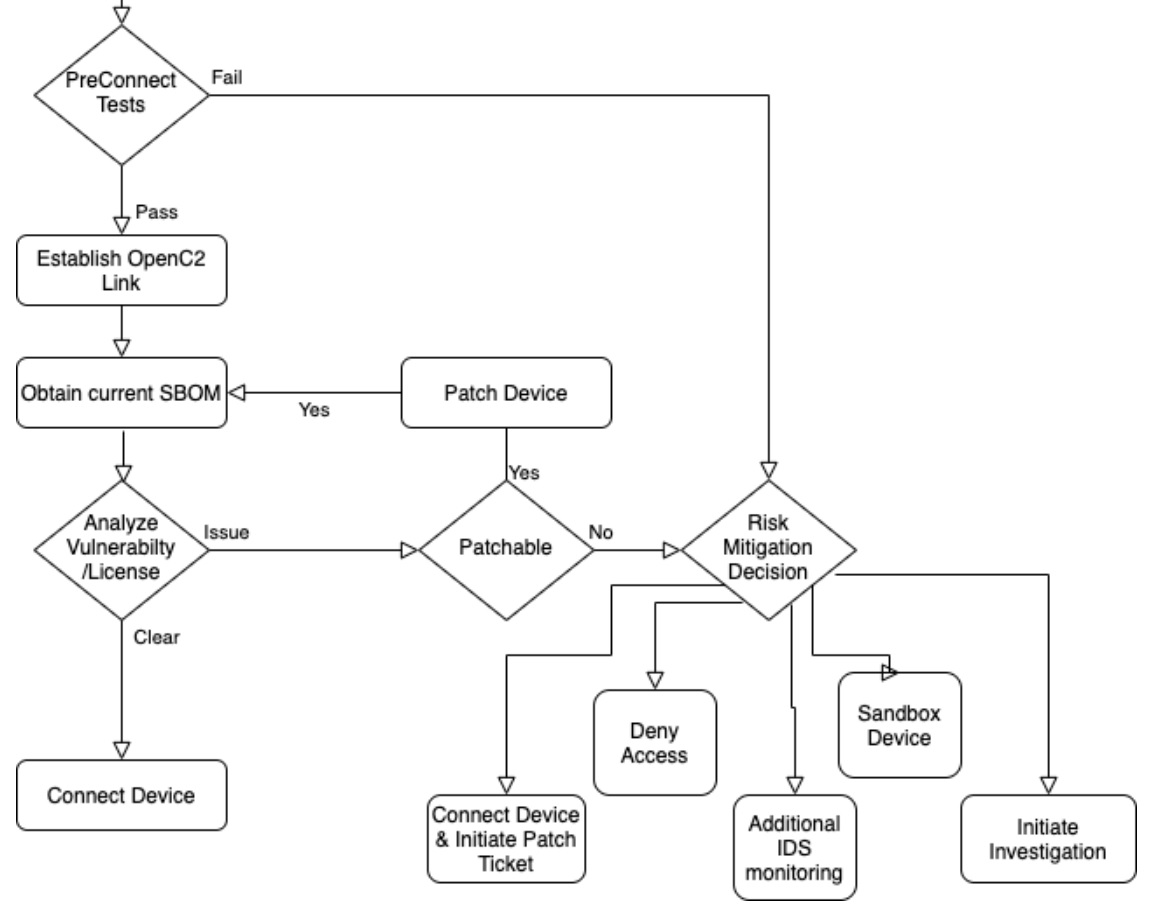 PreConnect
Tests
Fail
Pass
Establish OpenC2
Link
Obtain current SBOM
Yes
Patch Device
Yes
Analyze
Vulnerabilty
/License
Issue
Patchable
No
Risk
Mitigation
Decision
Clear
Connect Device
Connect Device
& Initiate Patch
Ticket
Deny
Access
Additional
IDS
monitoring
Sandbox
Device
Initiate
Investigation